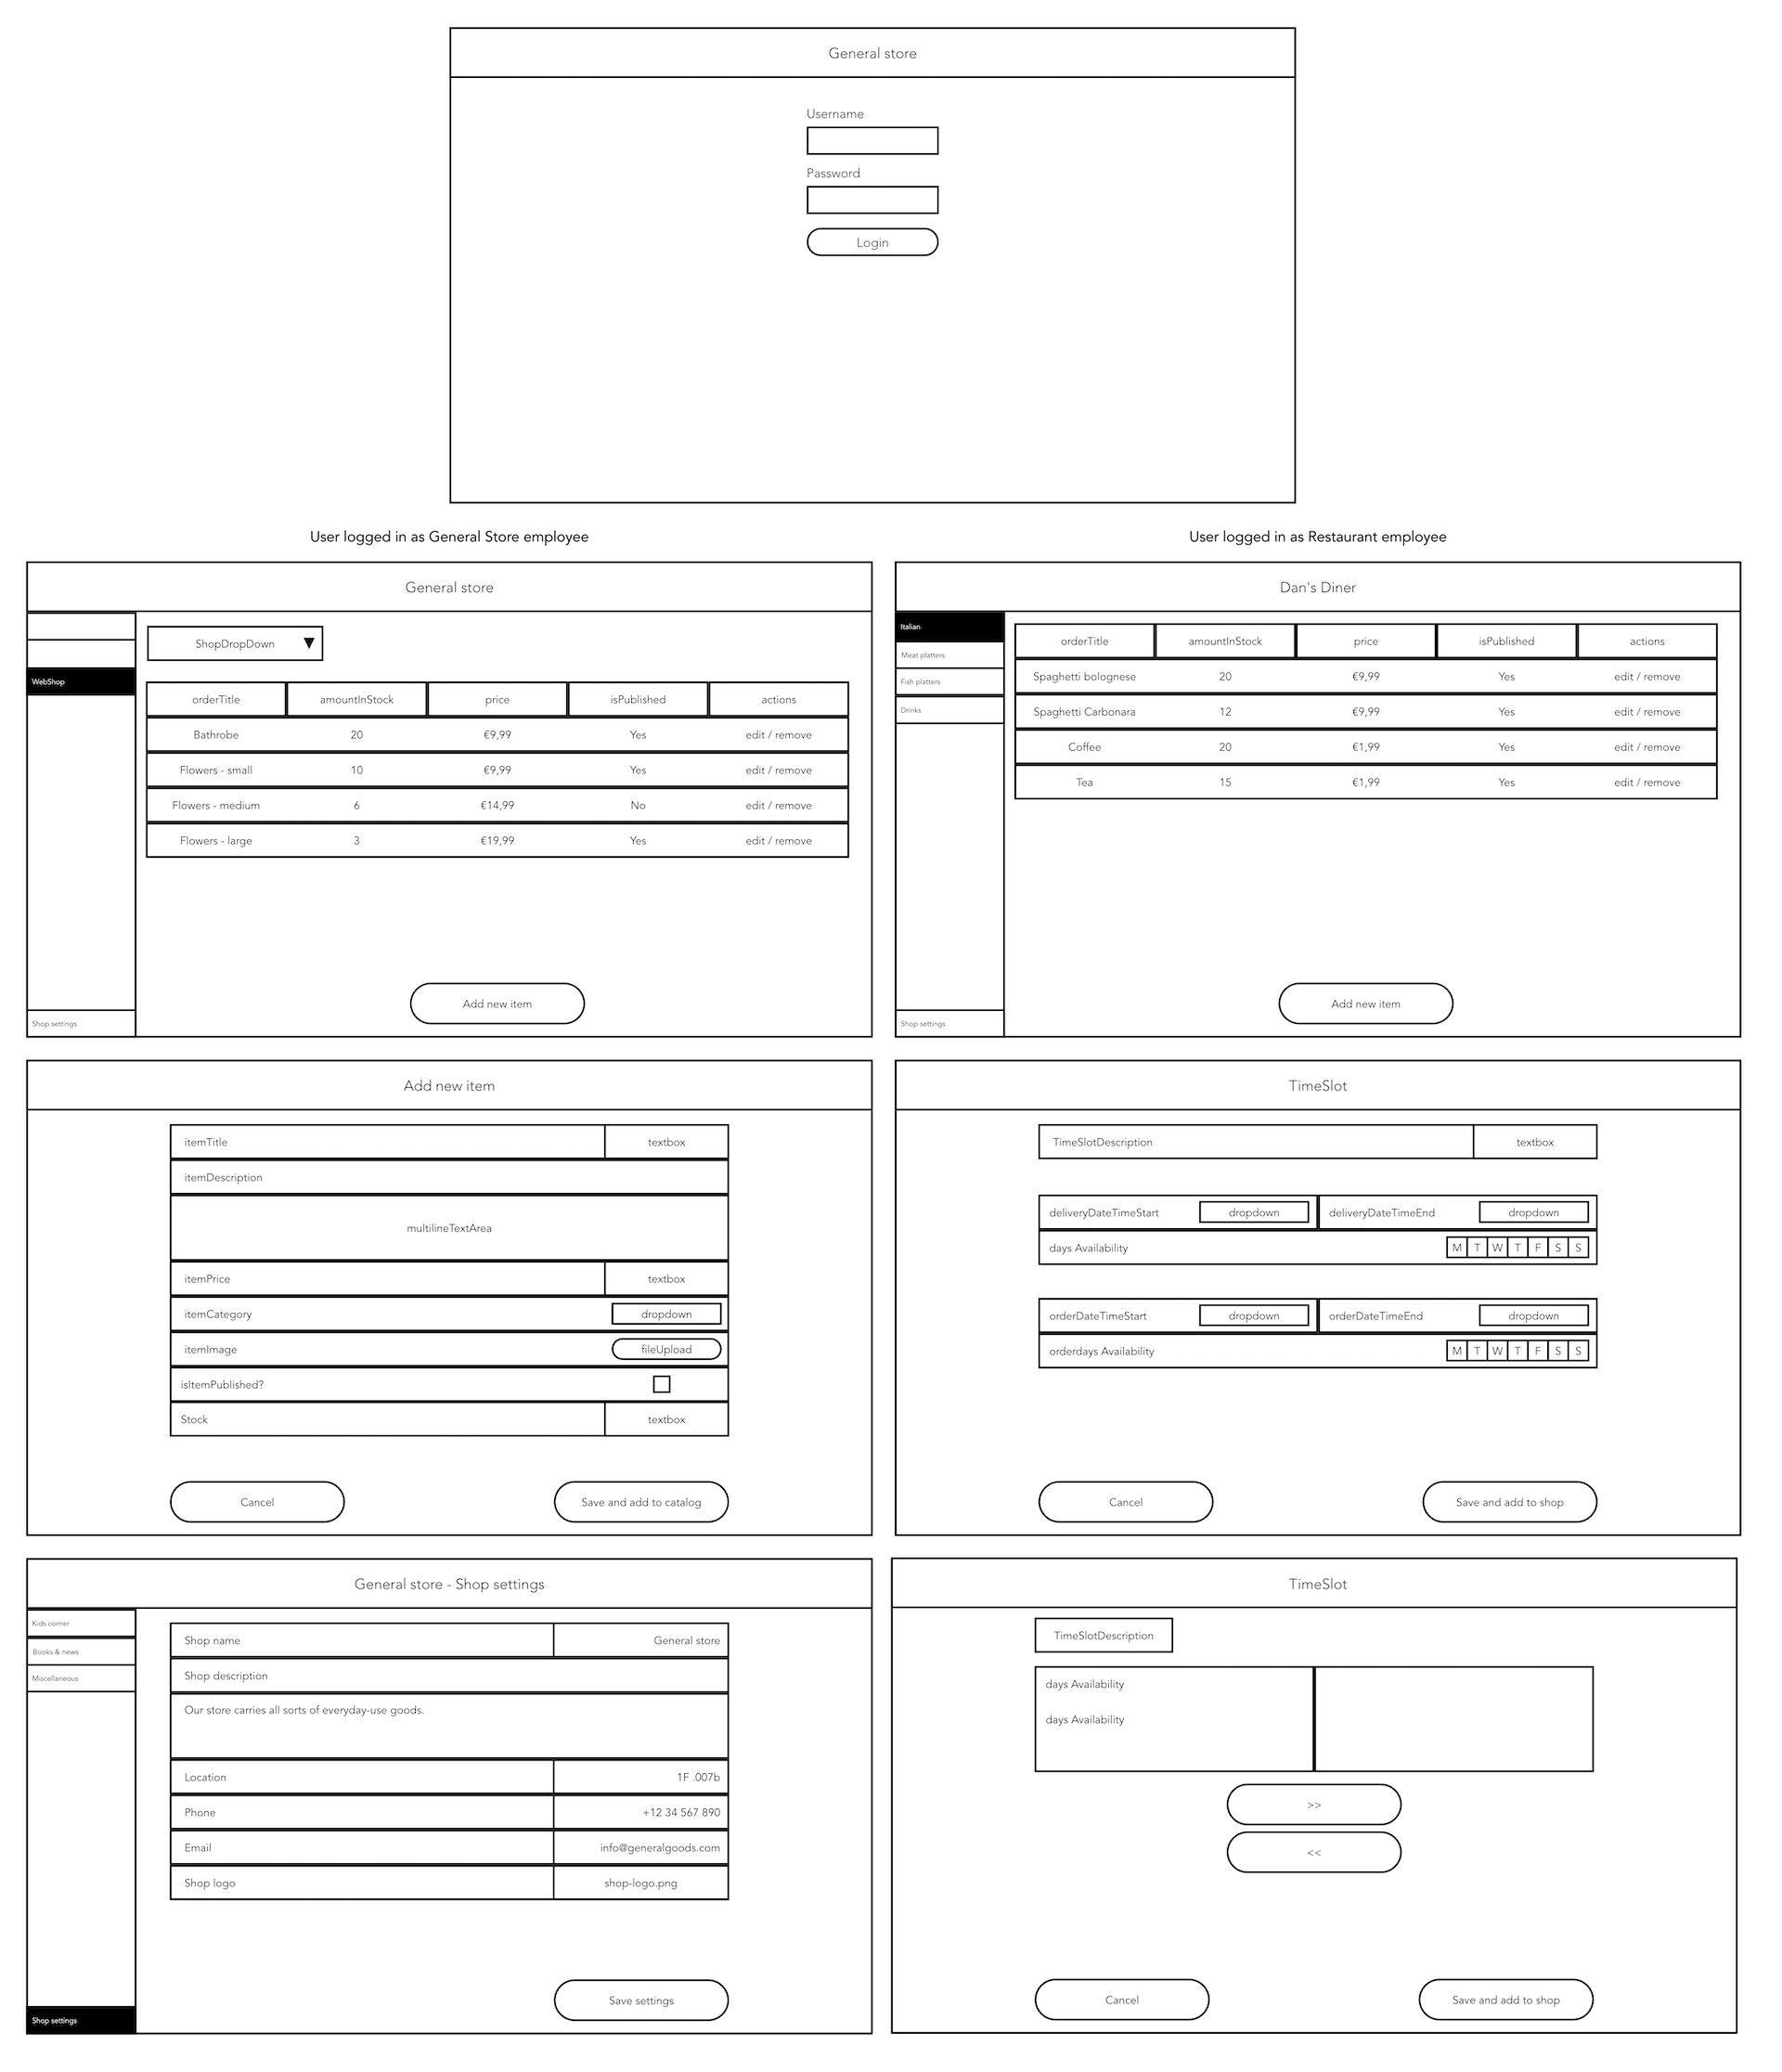 General store
Username
Password
Login
User logged in as General Store employee
General store
WebShop
Shop settings
ShopDropDown
orderTitle amountInStock price isPublished actions
Bathrobe 20 €9,99 Yes edit / remove
Flowers - small 10 €9,99 Yes edit / remove
Flowers - medium 6 €14,99 No edit / remove
Flowers - large 3 €19,99 Yes edit / remove
Add new item
User logged in as Restaurant employee
Dan's Diner
Italian
Meat platters
Fish platters
Drinks
Shop settings
orderTitle amountInStock price isPublished actions
Spaghetti bolognese 20 €9,99 Yes edit / remove
Spaghetti Carbonara 12 €9,99 Yes edit / remove
Coffee 20 €1,99 Yes edit / remove
Tea 15 €1,99 Yes edit / remove
Add new item
Add new item
itemTitle textbox
itemDescription
multilineTextArea
itemPrice textbox
itemCategory dropdown
itemImage fileUpload
isItemPublished?
Stock textbox
Cancel Save and add to catalog
TimeSlot
TimeSlotDescription textbox
deliveryDateTimeStart dropdown deliveryDateTimeEnd dropdown
days Availability M T W T F S S
orderDateTimeStart dropdown orderDateTimeEnd dropdown
orderdays Availability M T W T F S S
Cancel Save and add to shop
General store - Shop settings
Kids corner
Books & news
Miscellaneous
Shop settings
Shop name General store
Shop description
Our store carries all sorts of everyday-use goods.
Location 1F .007b
Phone +12 34 567 890
Email info@generalgoods.com
Shop logo shop-logo.png
Save settings
TimeSlot
TimeSlotDescription
days Availability
days Availability
>>
<<
Cancel Save and add to shop